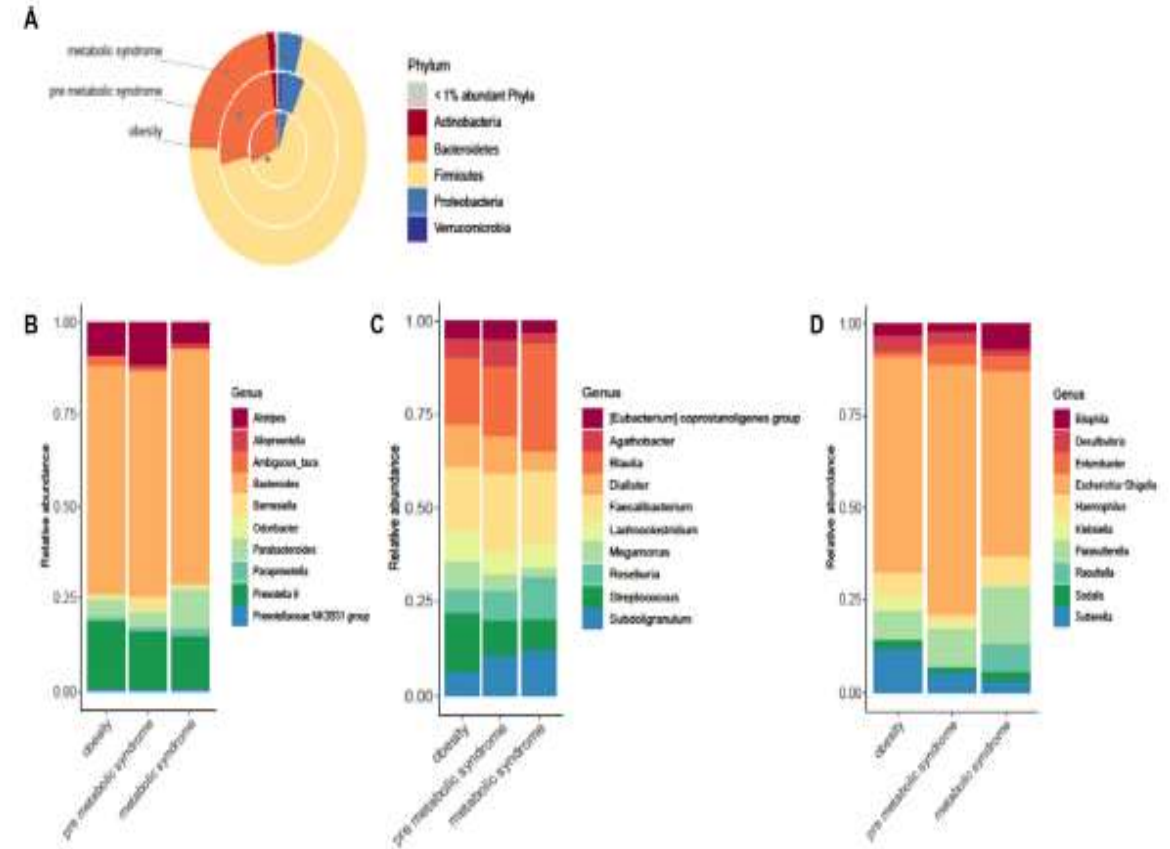 A
metabolic syndrome
pre metabolic syndrome
obesity
Phylum
< 1% abundant Phyla
Actinobacteria
Bacteroidetes
Firmicutes
Proteobacteria
Verrucomicrobia
B
1.00
0.75
0.50
0.25
0.00
Relative abundance
obesity
pre metabolic syndrome
metabolic syndrome
Genus
Alistipes
Alloprevotella
Ambiguous_taxa
Bacteroides
Barnesiella
Odoribacter
Parabacteroides
Paraprevotella
Prevotella 9
Prevotellaceae NK3B31 group
C
1.00
0.75
0.50
0.25
0.00
Relative abundance
obesity
pre metabolic syndrome
metabolic syndrome
Genus
[Eubacterium] coprostanoligenes group
Agathobacter
Blautia
Dialister
Faecalibacterium
Lachnoclostridium
Megamonas
Roseburia
Streptococcus
Subdoligranulum
D
1.00
0.75
0.50
0.25
0.00
Relative abundance
obesity
pre metabolic syndrome
metabolic syndrome
Genus
Bilophila
Desulfovibrio
Enterobacter
Escherichia-Shigella
Haemophilus
Klebsiella
Parasutterella
Raoultella
Sodalis
Sutterella